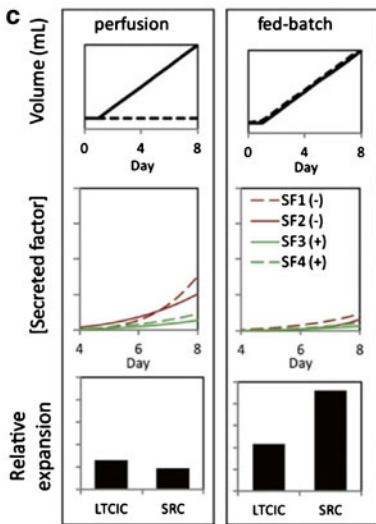 C
perfusion
fed-batch
Volume (mL)
0 4 8
Day
0 4 8
Day
[Secreted factor]
SF1 (-)
SF2 (-)
SF3 (+)
SF4 (+)
4 6 8
Day
4 6 8
Day
Relative
expansion
LTCIC SRC
LTCIC SRC